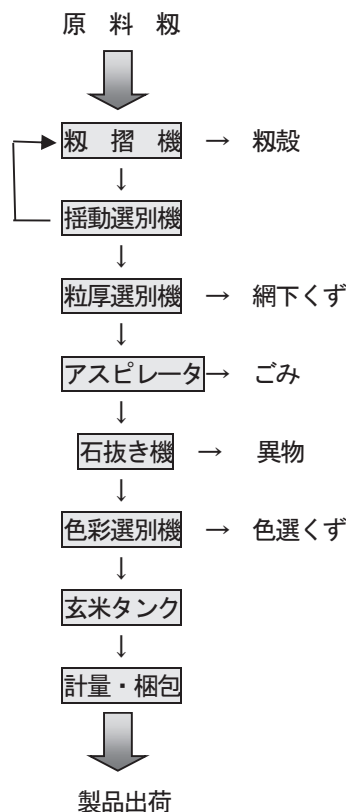 原 料 籾
籾 摺 機 → 籾殻
↓
揺動選別機
↓
粒厚選別機 → 網下くず
↓
アスピレータ → ごみ
↓
石抜き機 → 異物
↓
色彩選別機 → 色選くず
↓
玄米タンク
↓
計量・梱包
製品出荷